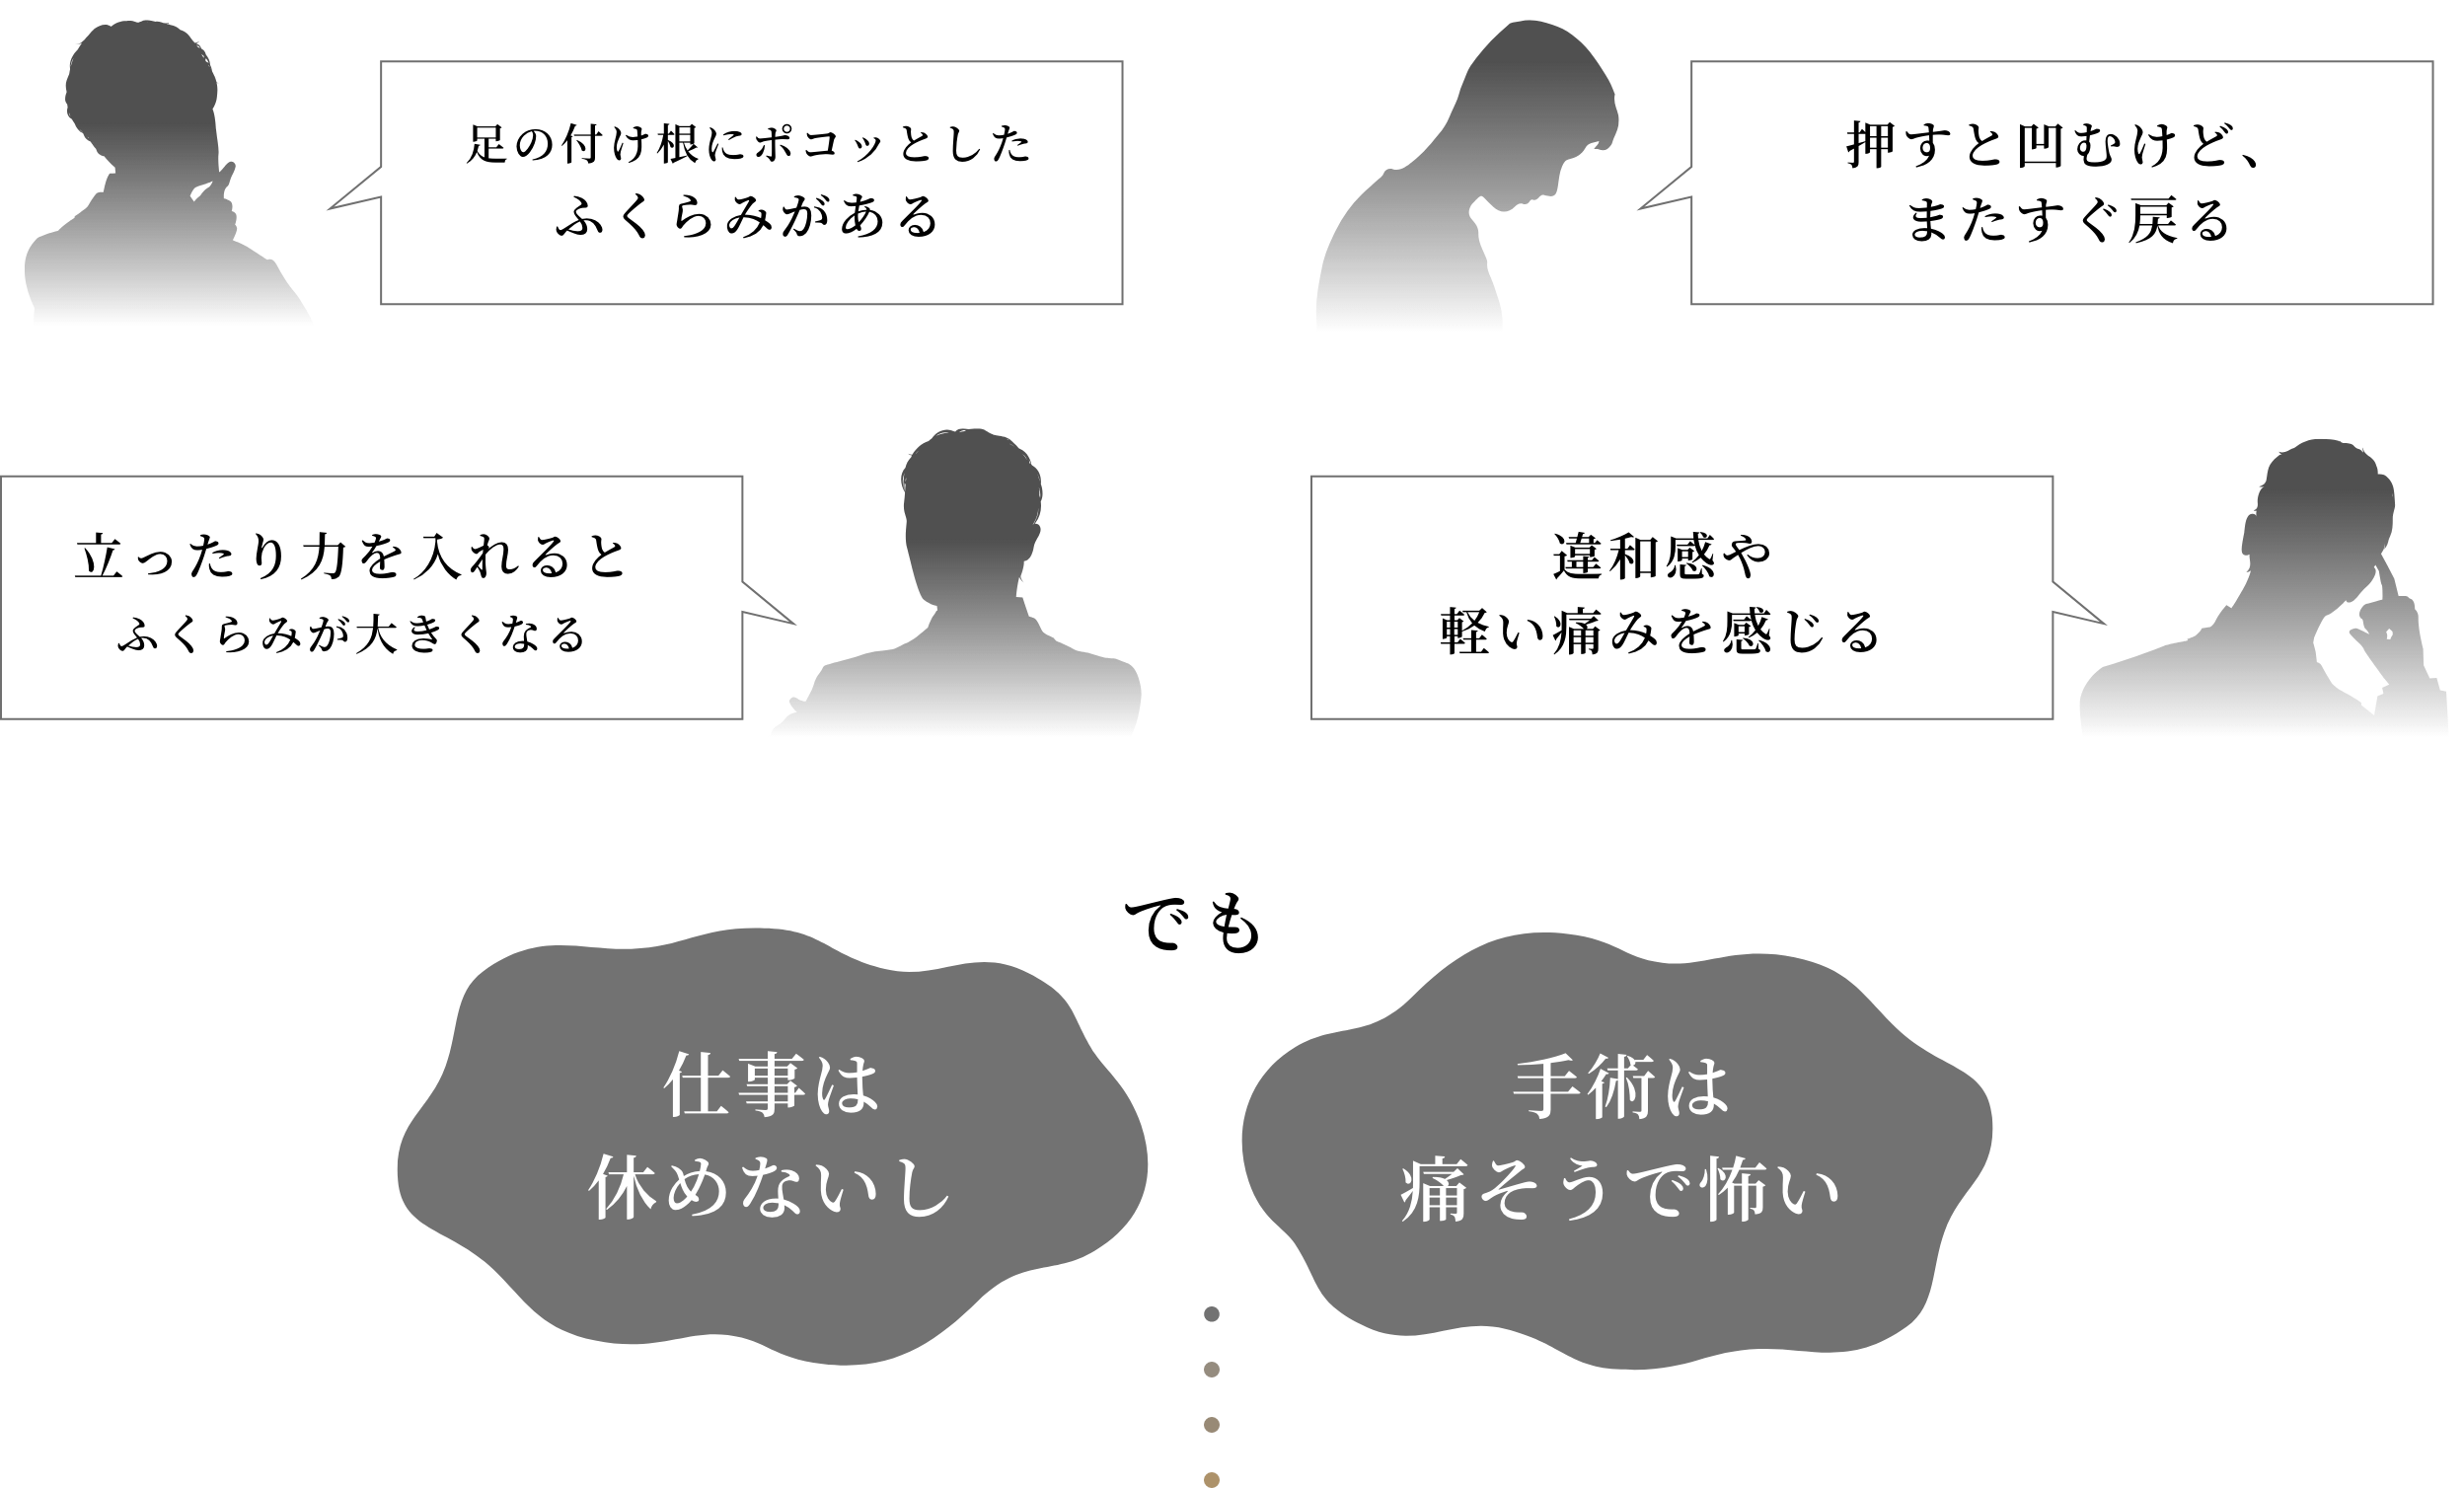 足のつけ根にポコッとした
ふくらみがある
押すと凹むけど、
ますすぐ戻る
立ったり力を入れると
ふくらみが大きくなる
違和感や
軽い痛みを感じる
でも
仕事は
休めないし
手術は
痛そうで怖い